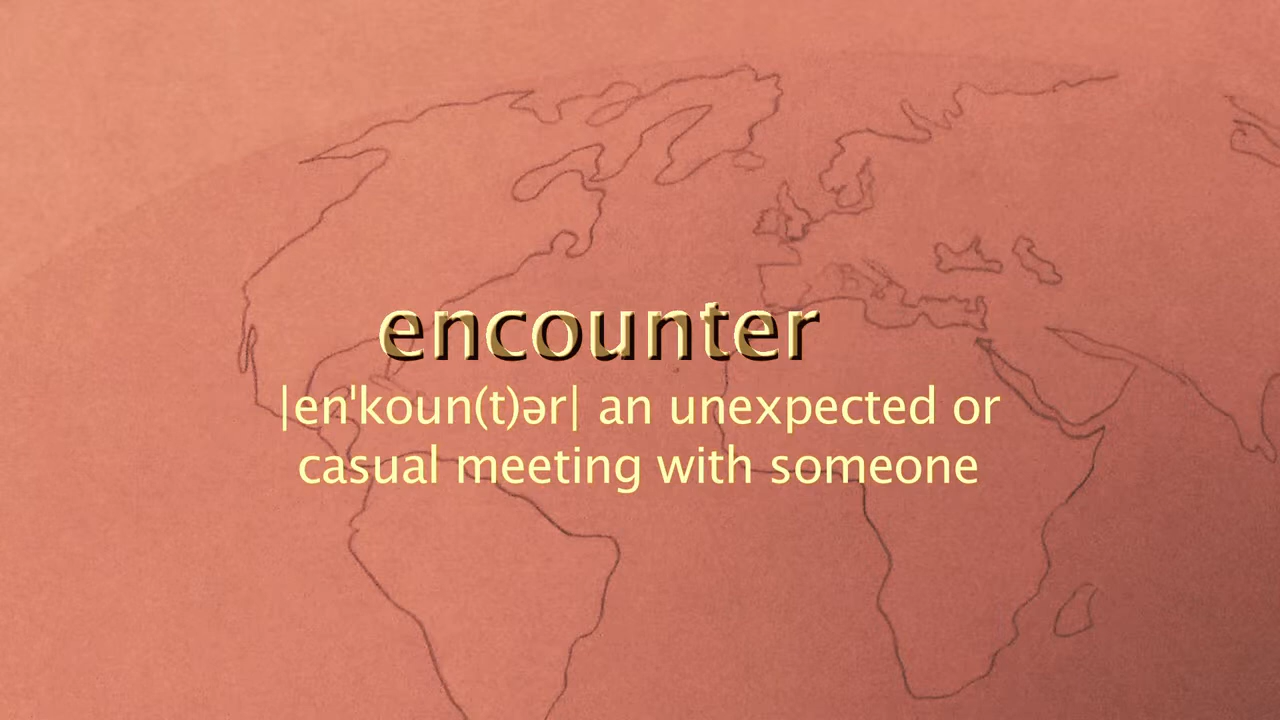 encounter
|en'koun(t)ər| an unexpected or
casual meeting with someone